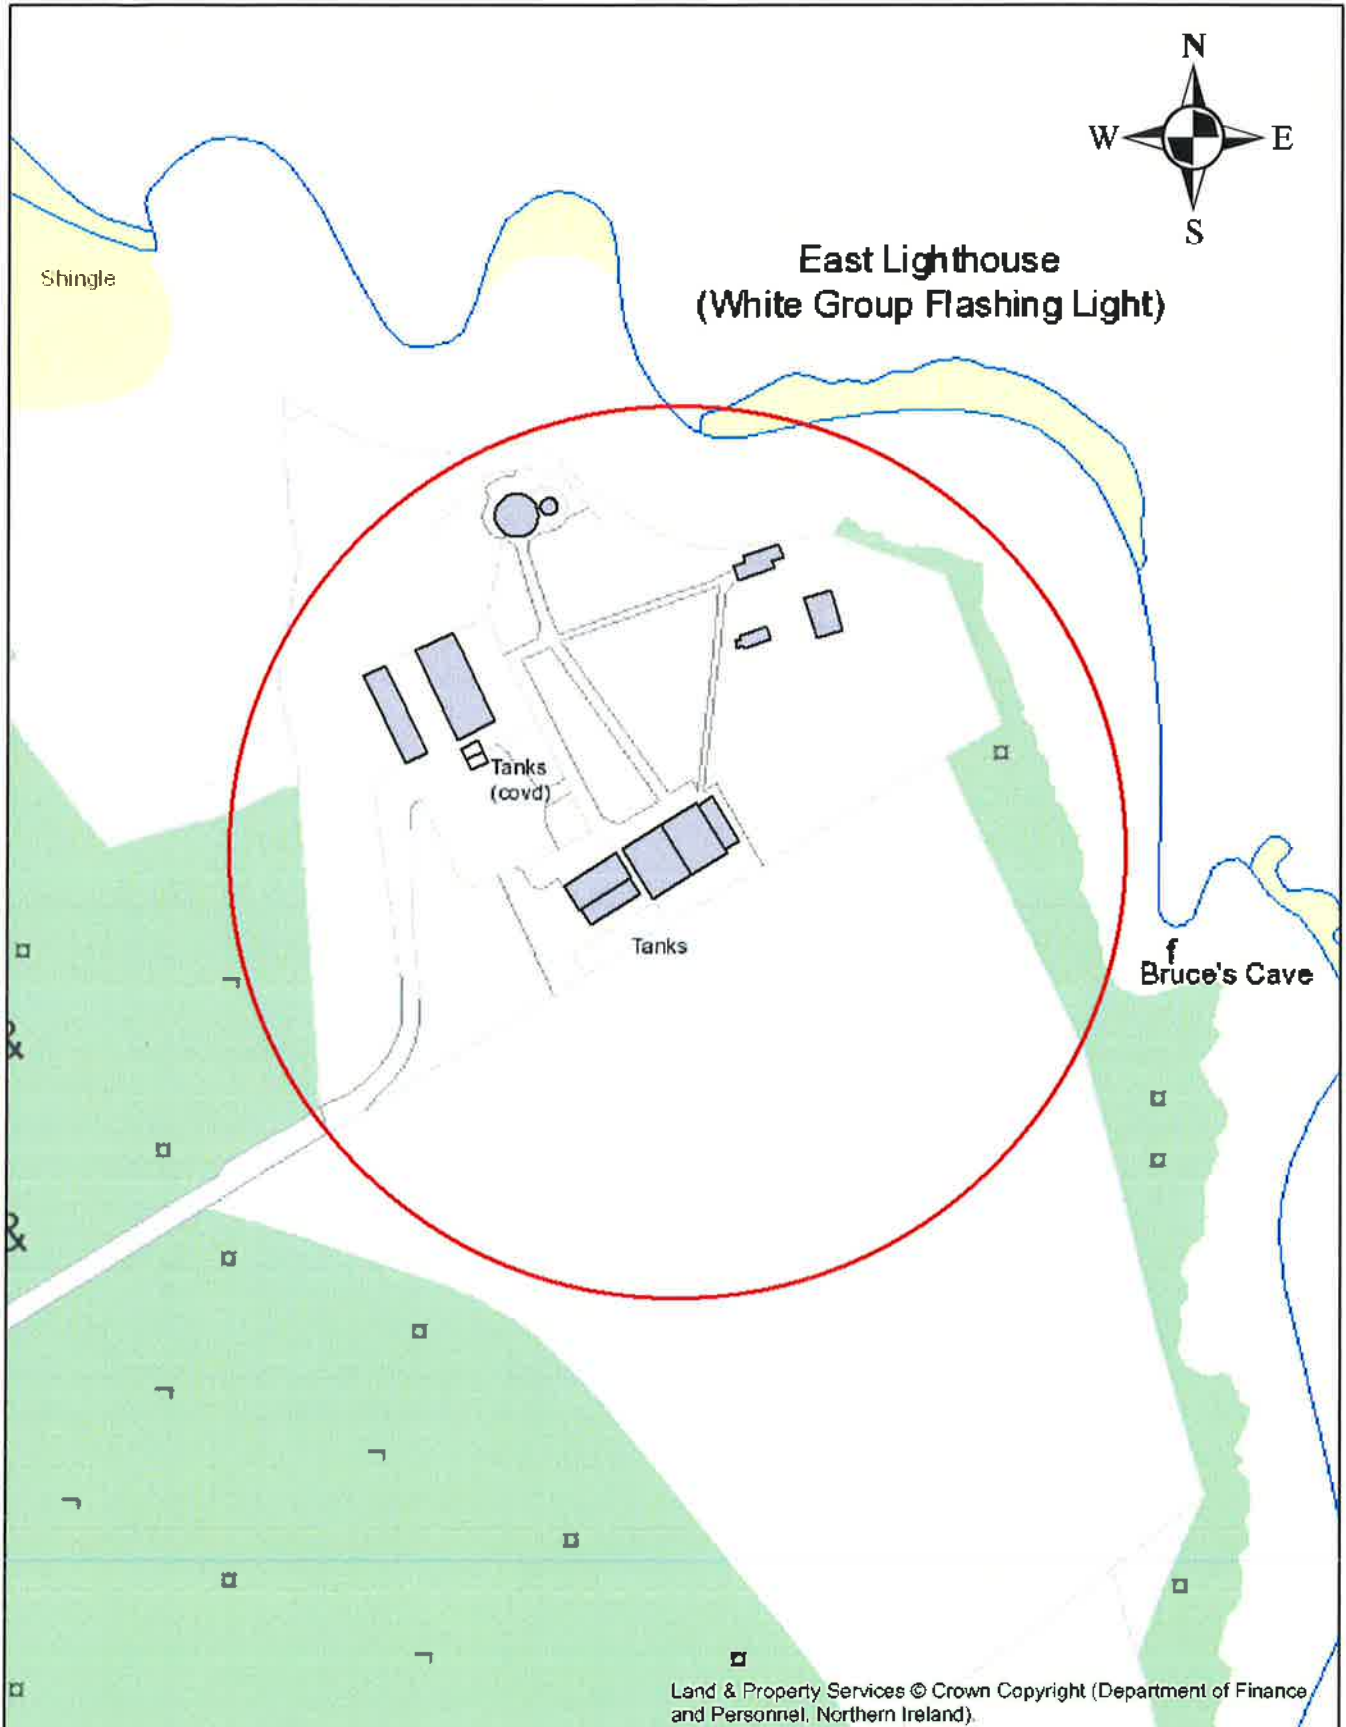 N
W E
S
East Lighthouse
(White Group Flashing Light)
Shingle
Tanks
(covd)
Tanks
f
Bruce's Cave
&
&
Land & Property Services © Crown Copyright (Department of Finance
and Personnel, Northern Ireland).